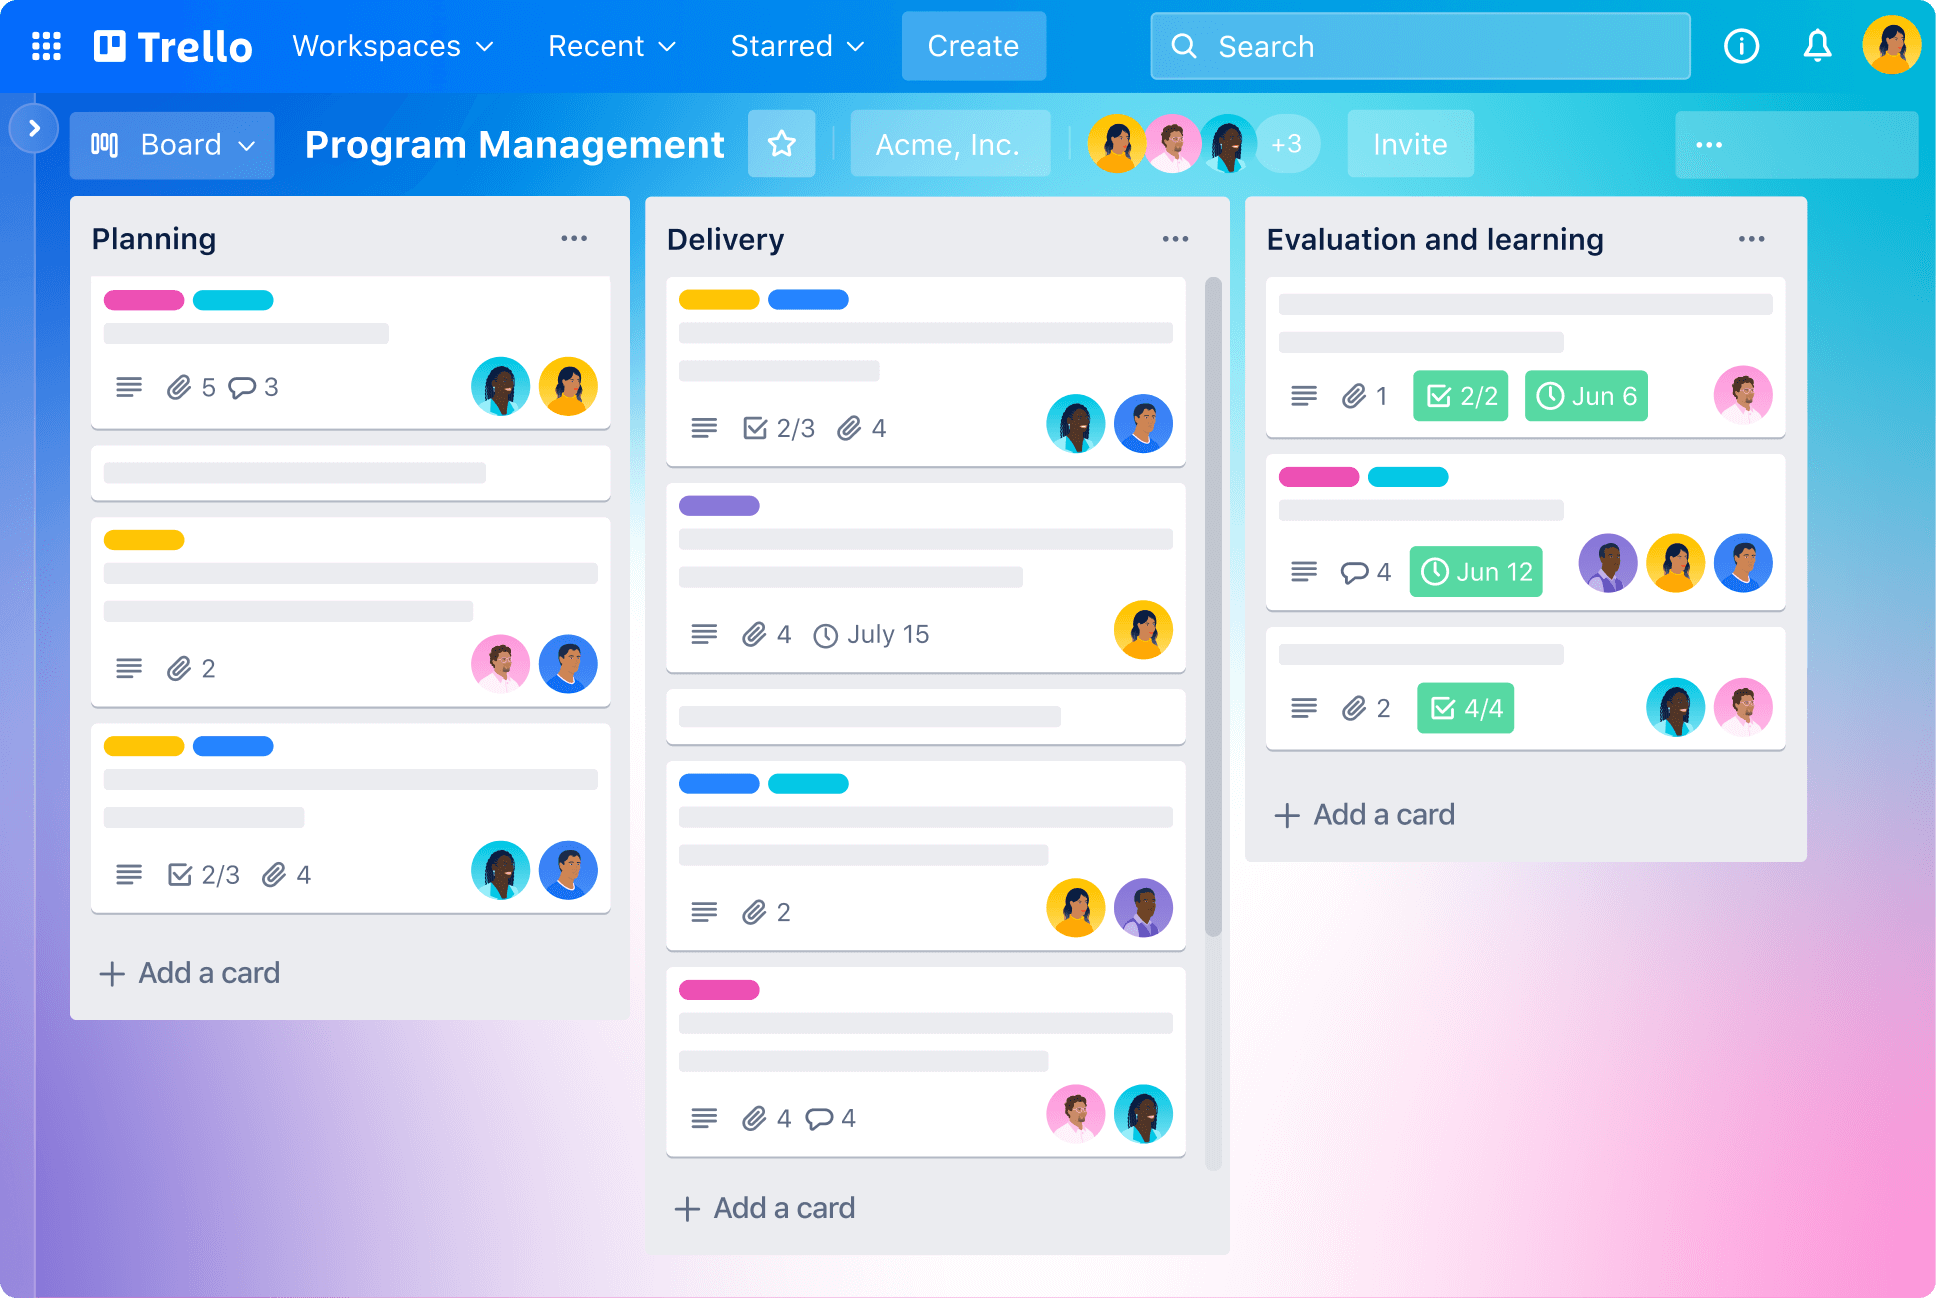 Trello Workspaces Recent Starred Create Search
Board Program Management Acme, Inc. +3 Invite
Planning
5 3
2
2/3 4
Add a card
Delivery
2/3 4
4 July 15
2
4 4
Add a card
Evaluation and learning
1 2/2 Jun 6
4 Jun 12
2 4/4
Add a card